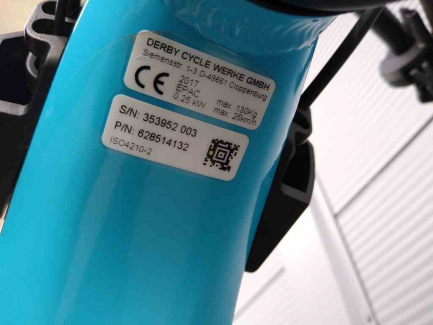 DERBY CYCLE WERKE GMBH
Siemensstr. 1-3 D-49661 Cloppenburg
CE 2017
EPAC max. 130Kg
0,25 kW max. 25km/h
S/N: 353952 003
P/N: 628514132
ISO4210-2